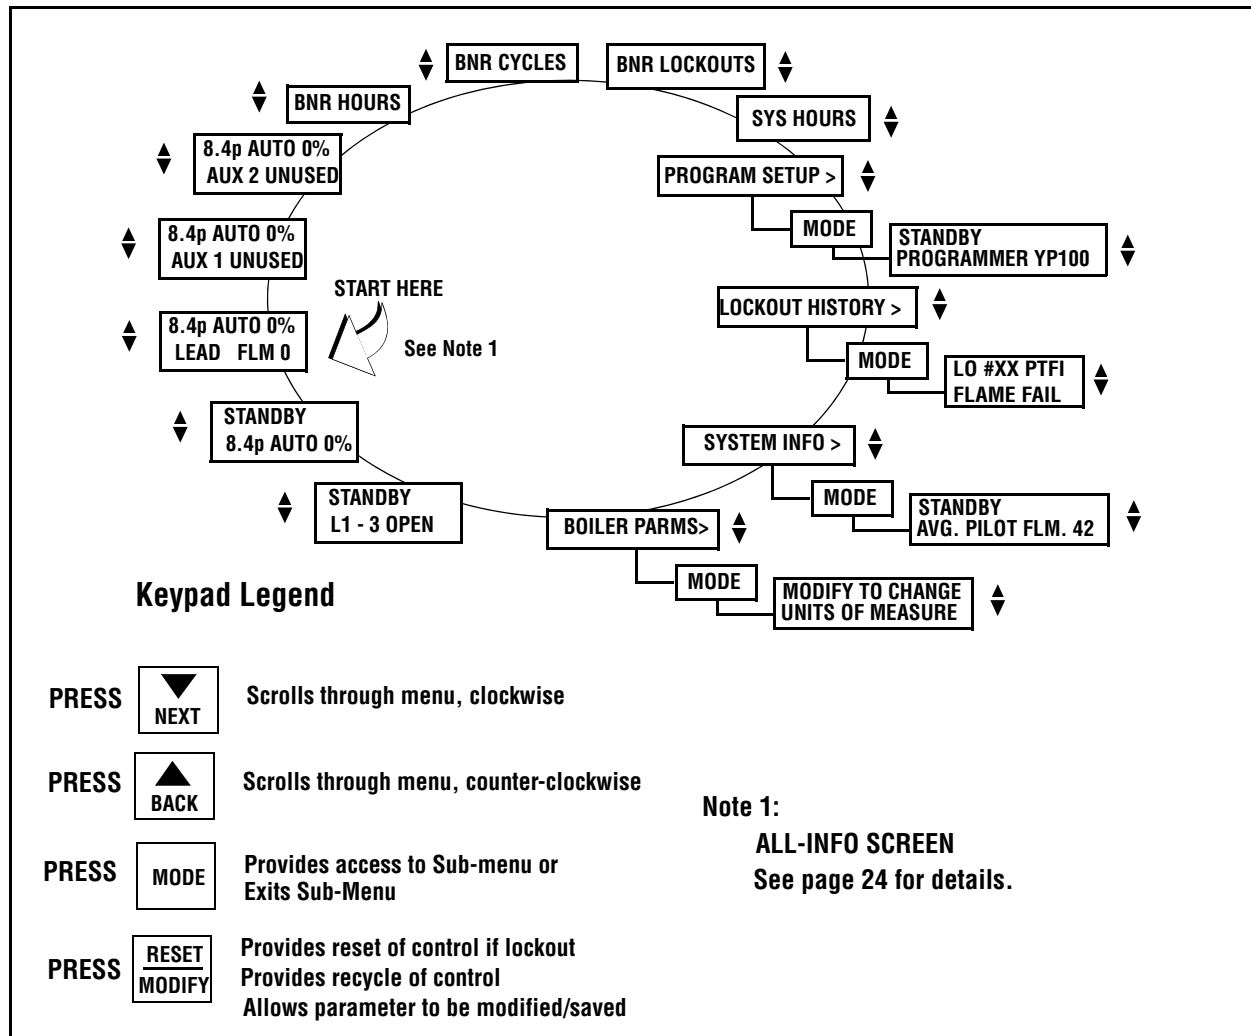 BNR CYCLES
BNR LOCKOUTS
BNR HOURS
SYS HOURS
8.4p AUTO 0%
AUX 2 UNUSED
PROGRAM SETUP >
MODE
STANDBY
PROGRAMMER YP100
8.4p AUTO 0%
AUX 1 UNUSED
START HERE
See Note 1
LOCKOUT HISTORY >
MODE
LO #XX PTFI
FLAME FAIL
8.4p AUTO 0%
LEAD FLM 0
STANDBY
8.4p AUTO 0%
SYSTEM INFO >
MODE
STANDBY
AVG. PILOT FLM. 42
STANDBY
L1 - 3 OPEN
BOILER PARMS>
MODE
MODIFY TO CHANGE
UNITS OF MEASURE
Keypad Legend
PRESS
NEXT
Scrolls through menu, clockwise
PRESS
BACK
Scrolls through menu, counter-clockwise
PRESS
MODE
Provides access to Sub-menu or
Exits Sub-Menu
PRESS
RESET
MODIFY
Provides reset of control if lockout
Provides recycle of control
Allows parameter to be modified/saved
Note 1:
ALL-INFO SCREEN
See page 24 for details.